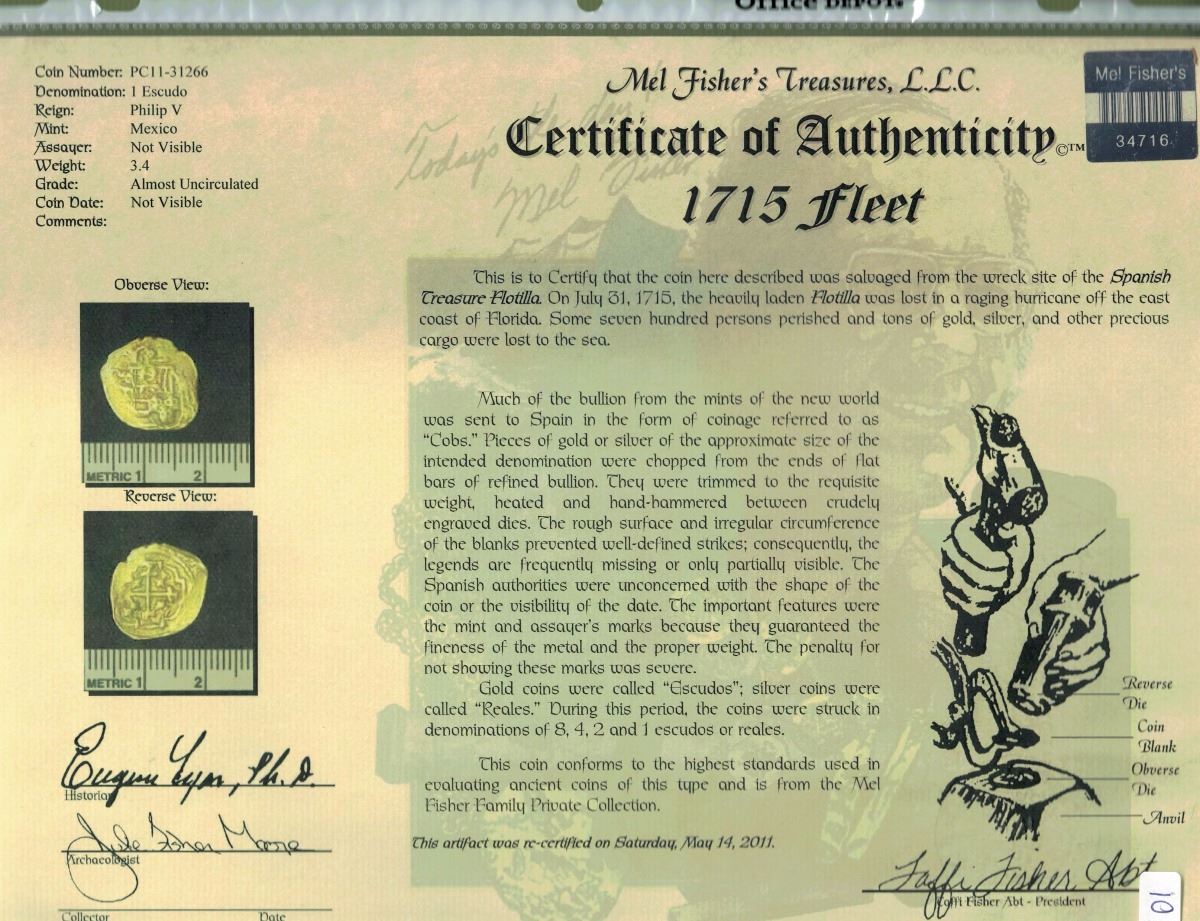 Office DEPOT®
Coin Number: PC11-31266
Denomination: 1 Escudo
Reign: Philip V
Mint: Mexico
Assayer: Not Visible
Weight: 3.4
Grade: Almost Uncirculated
Coin Date: Not Visible
Comments:
Mel Fisher's Treasures, L.L.C.
Certificate of Authenticity©™
1715 Fleet
Mel Fisher's
34716
Today's the day!
Mel Fisher
This is to Certify that the coin here described was salvaged from the wreck site of the Spanish
Treasure Flotilla. On July 31, 1715, the heavily laden Flotilla was lost in a raging hurricane off the east
coast of Florida. Some seven hundred persons perished and tons of gold, silver, and other precious
cargo were lost to the sea.
Obverse View:
METRIC 1 2
Reverse View:
METRIC 1 2
Much of the bullion from the mints of the new world
was sent to Spain in the form of coinage referred to as
“Cobs.” Pieces of gold or silver of the approximate size of the
intended denomination were chopped from the ends of flat
bars of refined bullion. They were trimmed to the requisite
weight, heated and hand-hammered between crudely
engraved dies. The rough surface and irregular circumference
of the blanks prevented well-defined strikes; consequently, the
legends are frequently missing or only partially visible. The
Spanish authorities were unconcerned with the shape of the
coin or the visibility of the date. The important features were
the mint and assayer's marks because they guaranteed the
fineness of the metal and the proper weight. The penalty for
not showing these marks was severe.
Gold coins were called “Escudos”; silver coins were
called “Reales.” During this period, the coins were struck in
denominations of 8, 4, 2 and 1 escudos or reales.
This coin conforms to the highest standards used in
evaluating ancient coins of this type and is from the Mel
Fisher Family Private Collection.
This artifact was re-certified on Saturday, May 14, 2011.
Reverse
Die
Coin
Blank
Obverse
Die
Anvil
Eugene Lyon, Ph.D.
Historian
Archaeologist
Collector Date
Taffi Fisher Abt
Taffi Fisher Abt - President
10